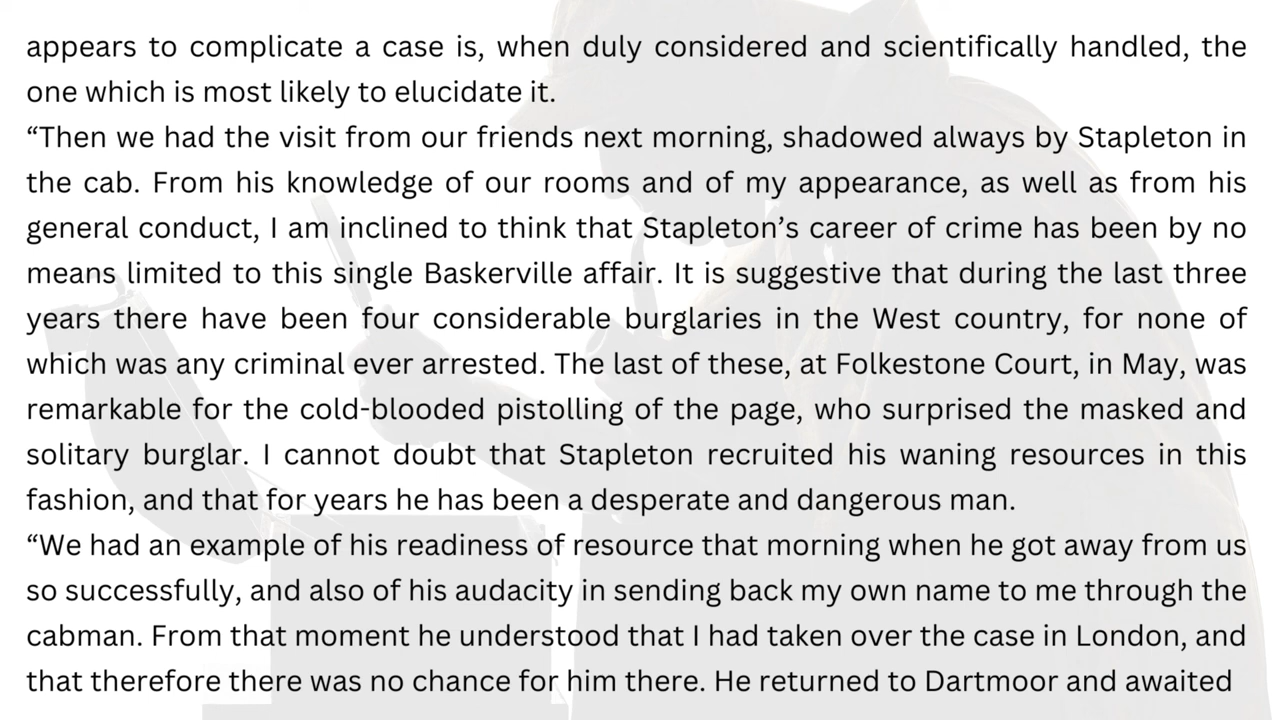 appears to complicate a case is, when duly considered and scientifically handled, the
one which is most likely to elucidate it.
“Then we had the visit from our friends next morning, shadowed always by Stapleton in
the cab. From his knowledge of our rooms and of my appearance, as well as from his
general conduct, I am inclined to think that Stapleton’s career of crime has been by no
means limited to this single Baskerville affair. It is suggestive that during the last three
years there have been four considerable burglaries in the West country, for none of
which was any criminal ever arrested. The last of these, at Folkestone Court, in May, was
remarkable for the cold-blooded pistolling of the page, who surprised the masked and
solitary burglar. I cannot doubt that Stapleton recruited his waning resources in this
fashion, and that for years he has been a desperate and dangerous man.
“We had an example of his readiness of resource that morning when he got away from us
so successfully, and also of his audacity in sending back my own name to me through the
cabman. From that moment he understood that I had taken over the case in London, and
that therefore there was no chance for him there. He returned to Dartmoor and awaited